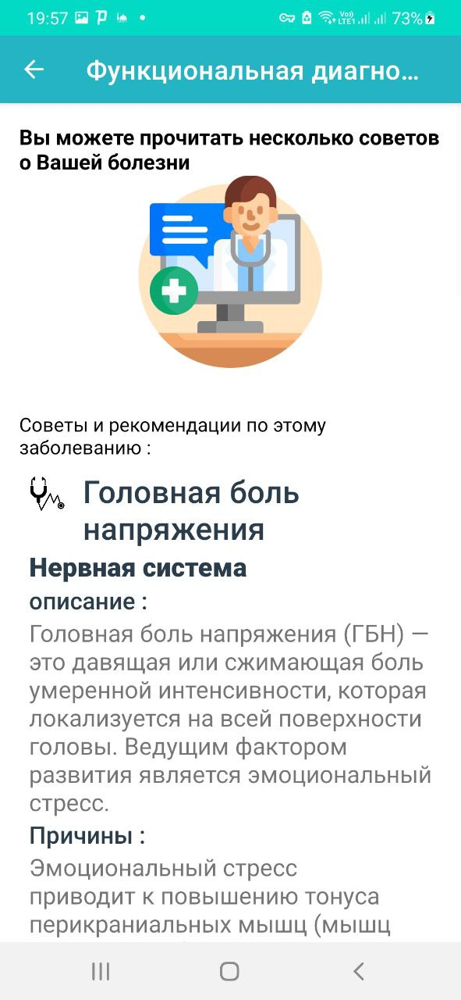 19:57
Vo))
LTE1
73%
Функциональная диагно...
Вы можете прочитать несколько советов
о Вашей болезни
Советы и рекомендации по этому
заболеванию :
Головная боль
напряжения
Нервная система
описание :
Головная боль напряжения (ГБН) —
это давящая или сжимающая боль
умеренной интенсивности, которая
локализуется на всей поверхности
головы. Ведущим фактором
развития является эмоциональный
стресс.
Причины :
Эмоциональный стресс
приводит к повышению тонуса
перикраниальных мышц (мышц